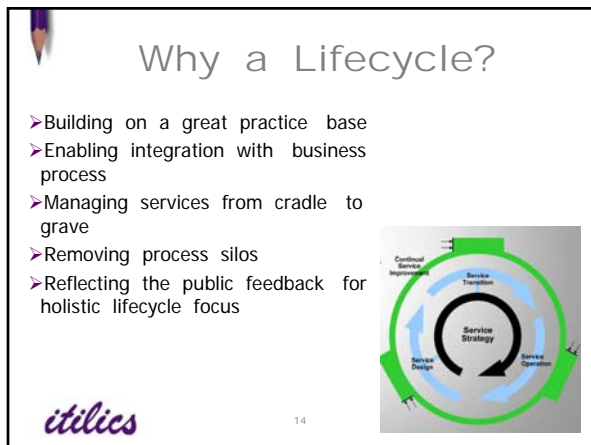 Why a Lifecycle?
➢Building on a great practice base
➢Enabling integration with business
process
➢Managing services from cradle to
grave
➢Removing process silos
➢Reflecting the public feedback for
holistic lifecycle focus
Continual
Service
Improvement
Service
Transition
Service
Strategy
Service
Design
Service
Operation
itilics
14